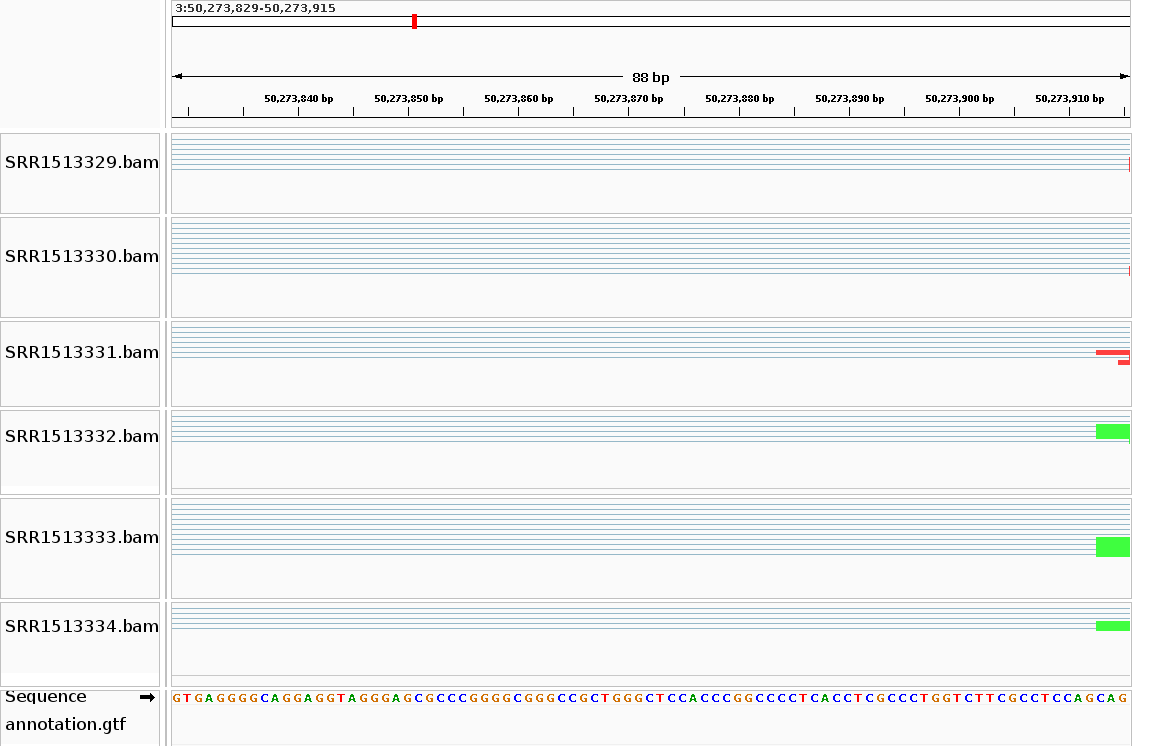 3:50,273,829-50,273,915
88 bp
50,273,840 bp 50,273,850 bp 50,273,860 bp 50,273,870 bp 50,273,880 bp 50,273,890 bp 50,273,900 bp 50,273,910 bp
SRR1513329.bam
SRR1513330.bam
SRR1513331.bam
SRR1513332.bam
SRR1513333.bam
SRR1513334.bam
Sequence GTGAGGGGCAGGAGGTAGGGAGCGCCCGGGGCGGGCCGCTGGGCTCCACCCGGCCCCTCACCTCGCCCTGGTCTTCGCCTCCAGCAG
annotation.gtf